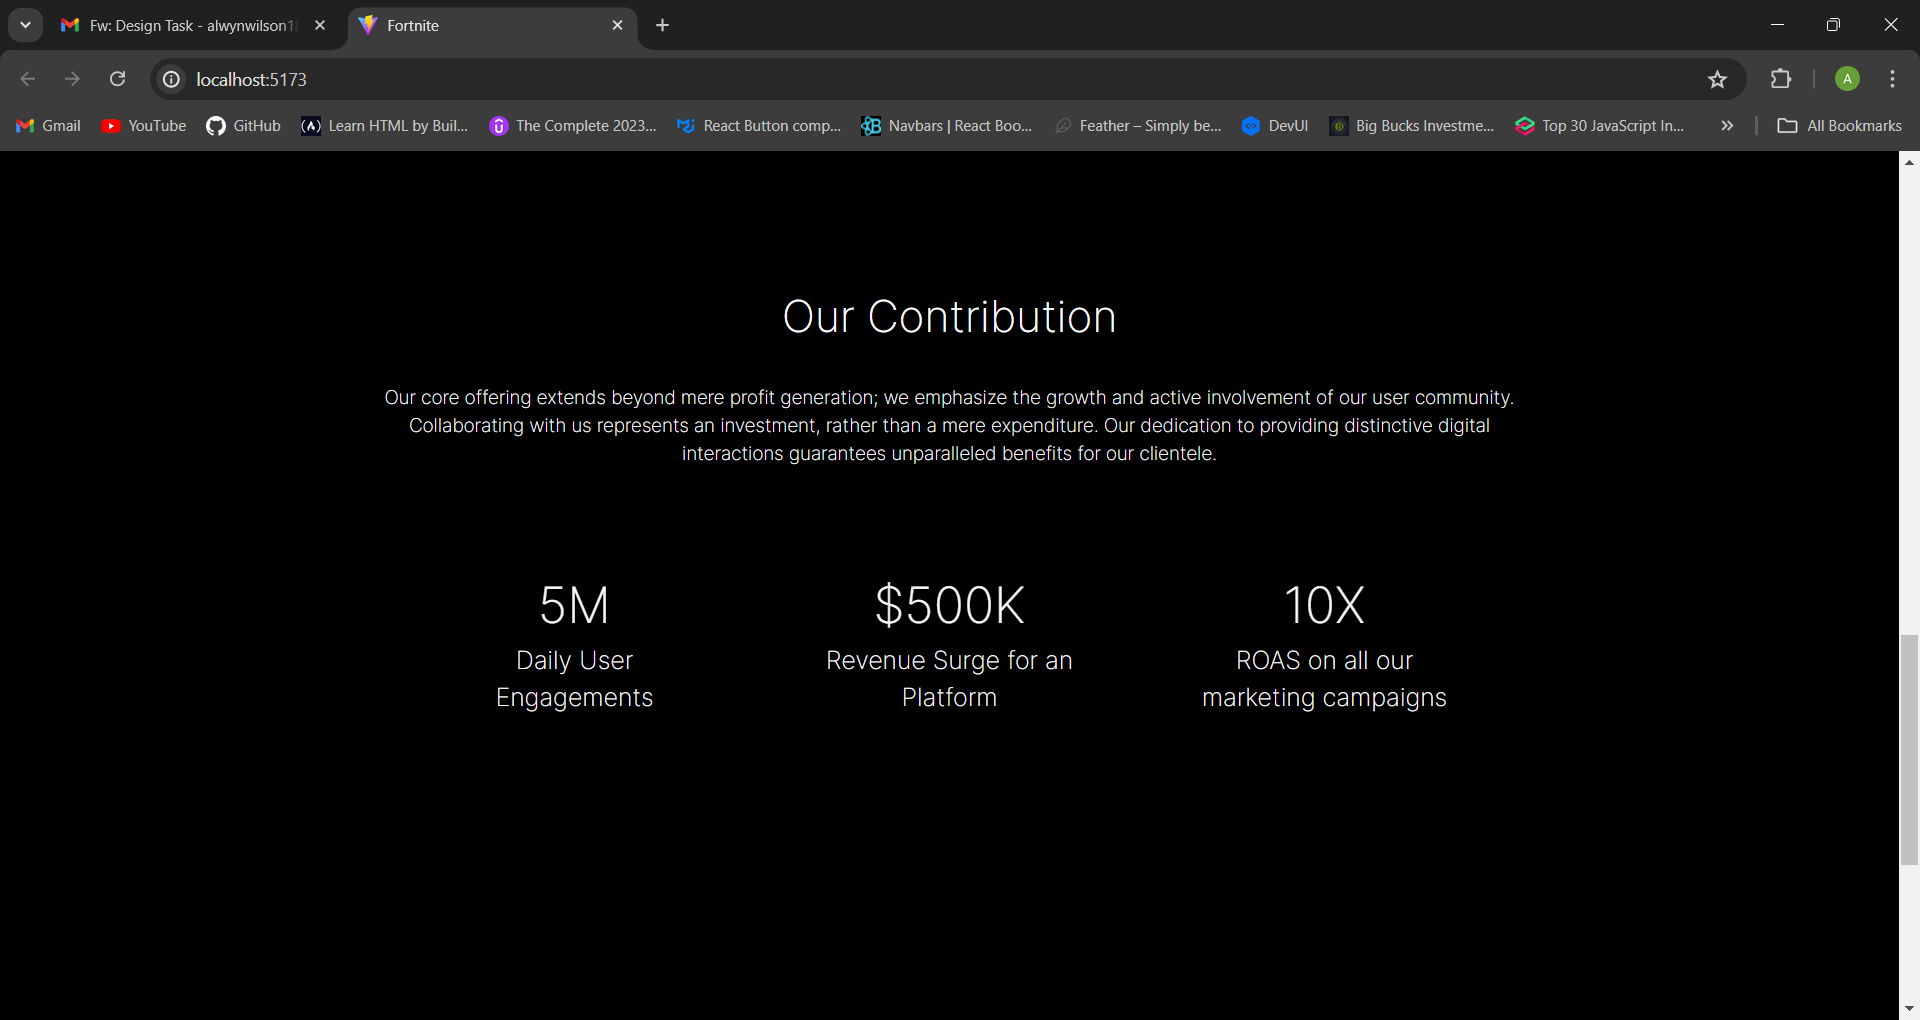 Fw: Design Task - alwynwilson18
Fortnite
localhost:5173
A
Gmail
YouTube
GitHub
Learn HTML by Buil...
The Complete 2023...
React Button comp...
Navbars | React Boo...
Feather – Simply be...
DevUI
Big Bucks Investme...
Top 30 JavaScript In...
All Bookmarks
Our Contribution
Our core offering extends beyond mere profit generation; we emphasize the growth and active involvement of our user community.
Collaborating with us represents an investment, rather than a mere expenditure. Our dedication to providing distinctive digital
interactions guarantees unparalleled benefits for our clientele.
5M
Daily User
Engagements
$500K
Revenue Surge for an
Platform
10X
ROAS on all our
marketing campaigns